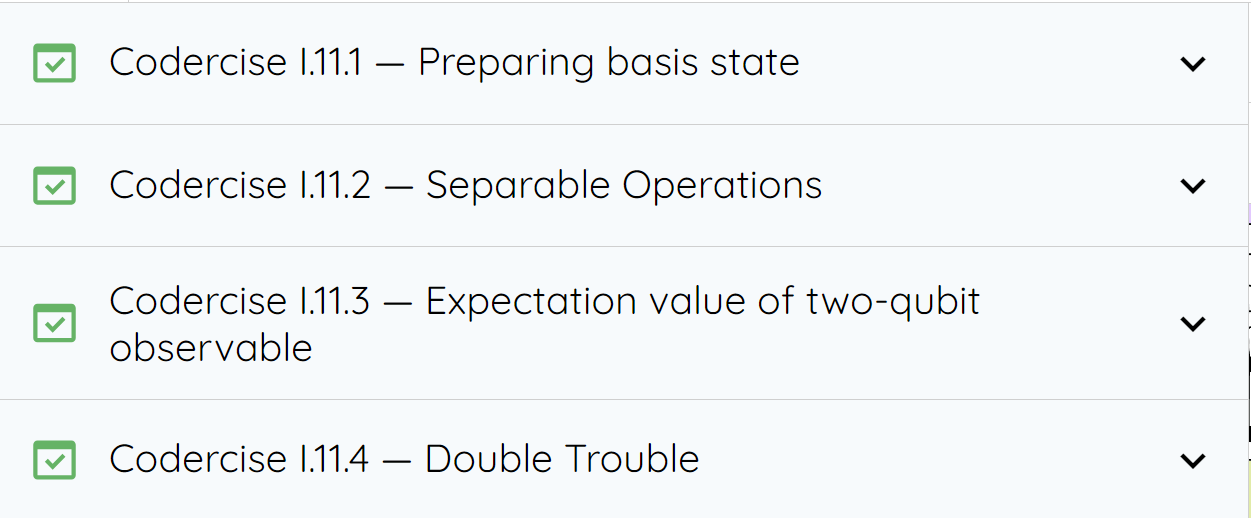 Codercise I.11.1 — Preparing basis state
Codercise I.11.2 — Separable Operations
Codercise I.11.3 — Expectation value of two-qubit
observable
Codercise I.11.4 — Double Trouble